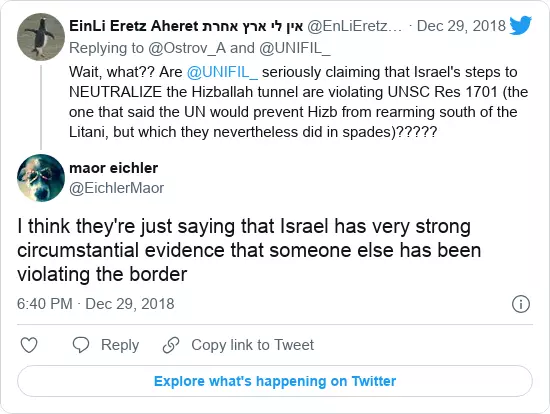 EinLi Eretz Aheret אין לי ארץ אחרת @EnLiEretz... · Dec 29, 2018
Replying to @Ostrov_A and @UNIFIL_
Wait, what?? Are @UNIFIL_ seriously claiming that Israel's steps to
NEUTRALIZE the Hizballah tunnel are violating UNSC Res 1701 (the
one that said the UN would prevent Hizb from rearming south of the
Litani, but which they nevertheless did in spades)?????
maor eichler
@EichlerMaor
I think they're just saying that Israel has very strong
circumstantial evidence that someone else has been
violating the border
6:40 PM · Dec 29, 2018
Reply
Copy link to Tweet
Explore what's happening on Twitter